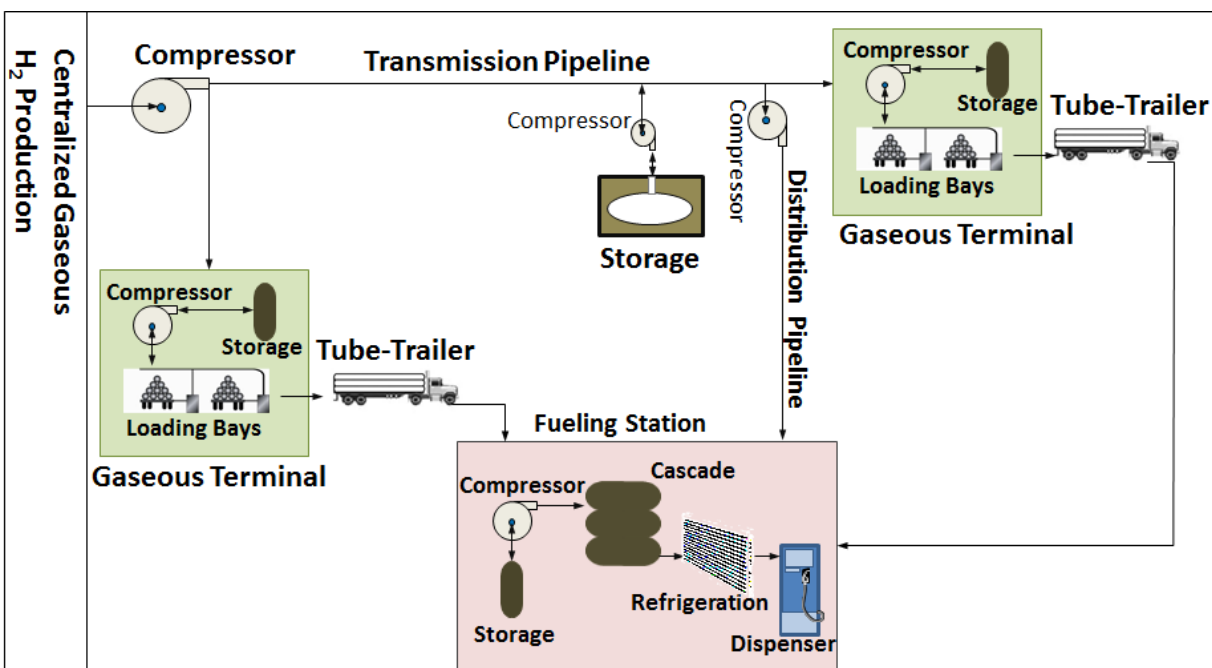 Centralized Gaseous
H2 Production
Compressor
Transmission Pipeline
Compressor
Storage
Compressor
Distribution Pipeline
Compressor
Storage
Loading Bays
Gaseous Terminal
Tube-Trailer
Compressor
Storage
Loading Bays
Gaseous Terminal
Tube-Trailer
Fueling Station
Compressor
Storage
Cascade
Refrigeration
Dispenser